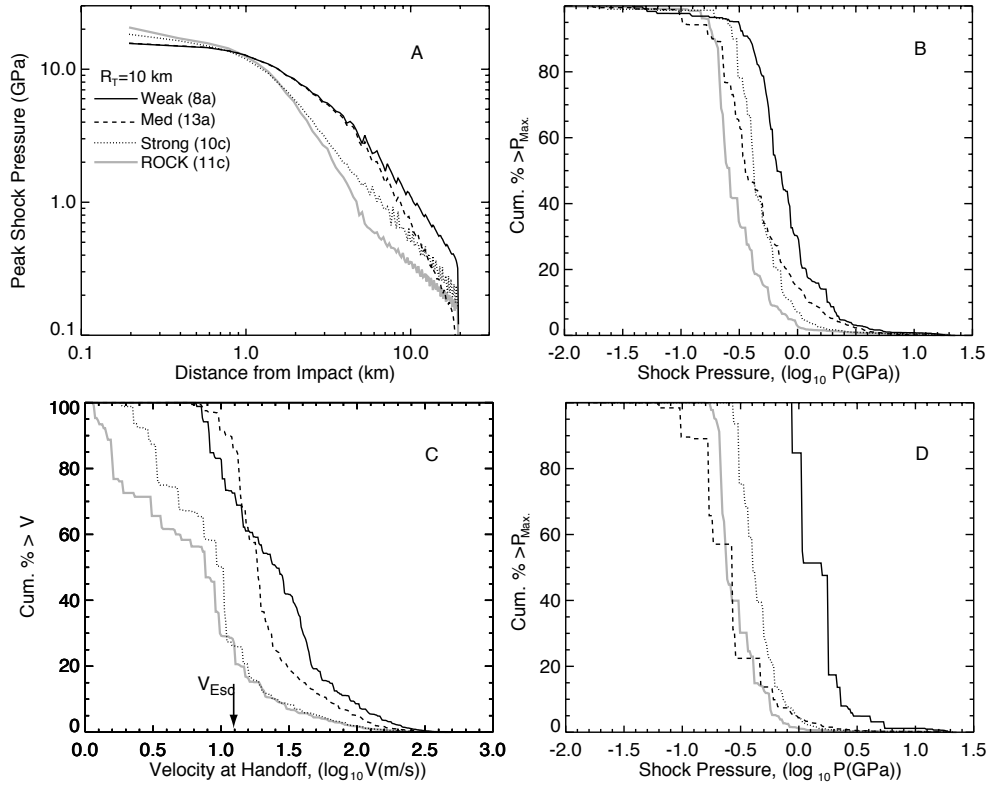 A
R_T=10 km
Weak (8a)
Med (13a)
Strong (10c)
ROCK (11c)
Peak Shock Pressure (GPa)
10.0
1.0
0.1
0.1
1.0
10.0
Distance from Impact (km)
B
Cum. % >P_Max.
80
60
40
20
0
-2.0 -1.5 -1.0 -0.5 0.0 0.5 1.0 1.5
Shock Pressure, (log_10 P(GPa))
C
Cum. % > V
100
80
60
40
20
0
V_Esc
0.0 0.5 1.0 1.5 2.0 2.5 3.0
Velocity at Handoff, (log_10 V(m/s))
D
Cum. % >P_Max.
80
60
40
20
0
-2.0 -1.5 -1.0 -0.5 0.0 0.5 1.0 1.5
Shock Pressure, (log_10 P(GPa))